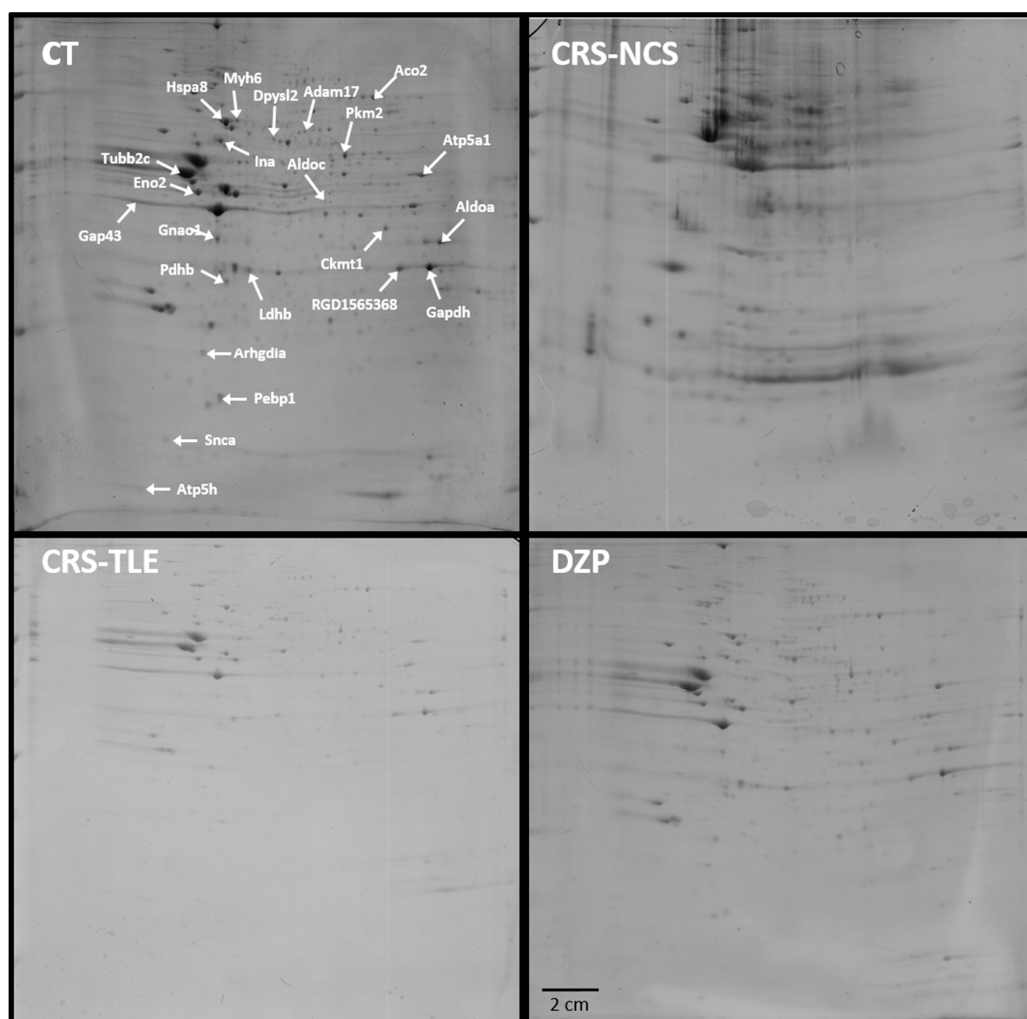 CT
CRS-NCS
Aco2
Myh6
Hspa8
Dpysl2
Adam17
Pkm2
Atp5a1
Tubb2c
Ina
Aldoc
Eno2
Aldoa
Gap43
Gnao1
Pdhb
Ckmt1
Ldhb
RGD1565368
Gapdh
Arhgdia
Pebp1
Snca
Atp5h
CRS-TLE
DZP
2 cm